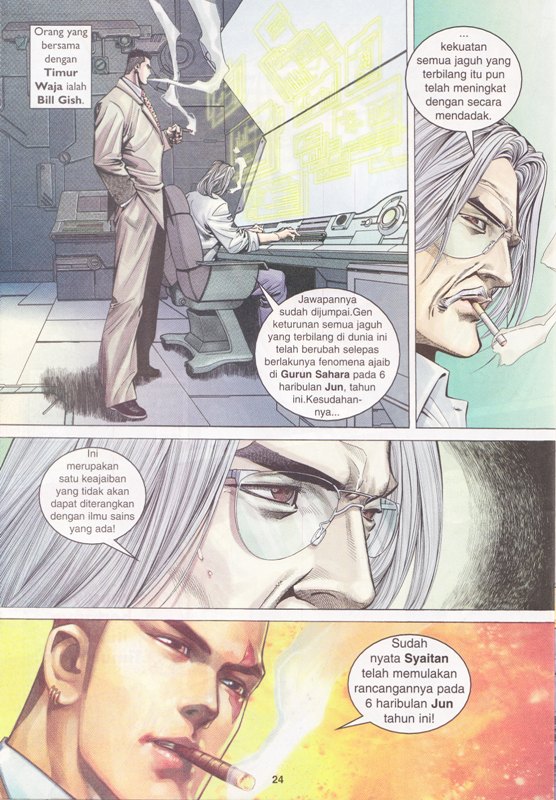 Orang yang
bersama
dengan
Timur
Waja ialah
Bill Gish.
Jawapannya
sudah dijumpai.Gen
keturunan semua jaguh
yang terbilang di dunia ini
telah berubah selepas
berlakunya fenomena ajaib
di Gurun Sahara pada 6
haribulan Jun, tahun
ini.Kesudahan-
nya...
...
kekuatan
semua jaguh yang
terbilang itu pun
telah meningkat
dengan secara
mendadak.
Ini
merupakan
satu keajaiban
yang tidak akan
dapat diterangkan
dengan ilmu sains
yang ada!
Sudah
nyata Syaitan
telah memulakan
rancangannya pada
6 haribulan Jun
tahun ini!
24